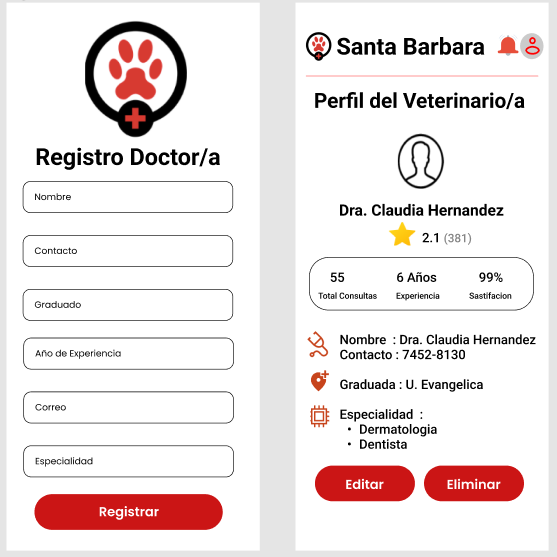 Registro Doctor/a
Nombre
Contacto
Graduado
Año de Experiencia
Correo
Especialidad
Registrar
Santa Barbara
Perfil del Veterinario/a
Dra. Claudia Hernandez
2.1 (381)
55 6 Años 99%
Total Consultas Experiencia Sastifacion
Nombre : Dra. Claudia Hernandez
Contacto : 7452-8130
Graduada : U. Evangelica
Especialidad :
• Dermatologia
• Dentista
Editar Eliminar